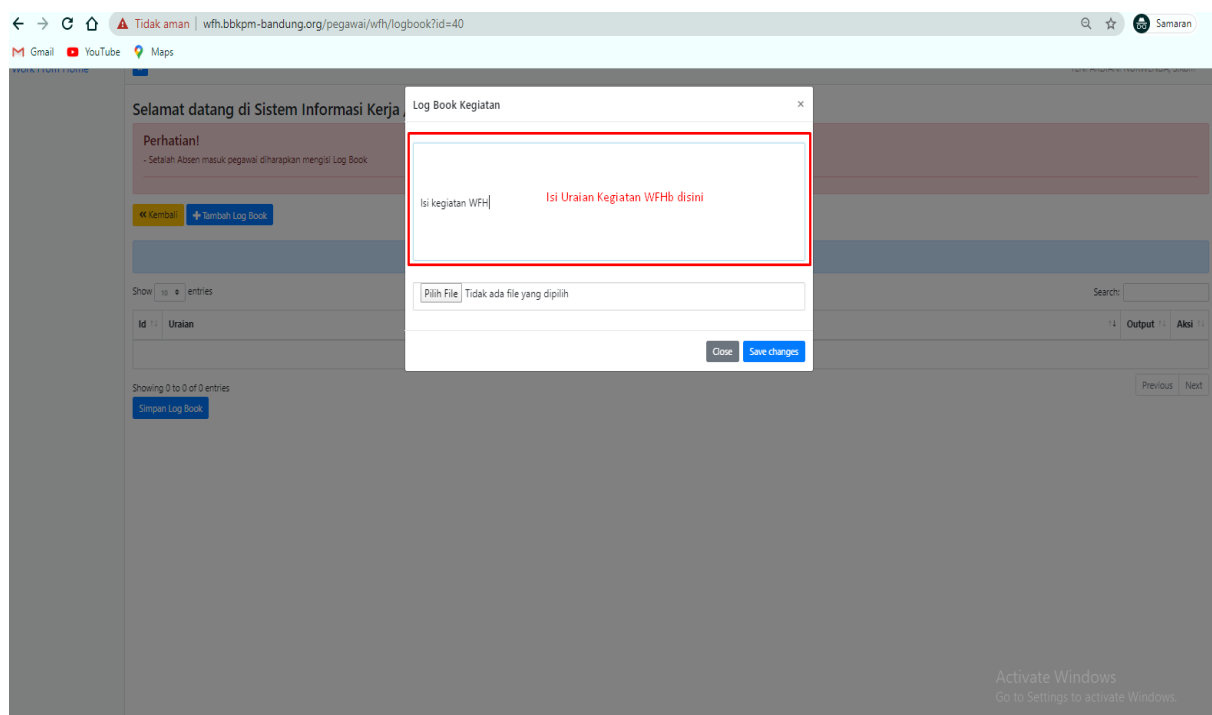 Tidak aman | wfh.bbkpm-bandung.org/pegawai/wfh/logbook?id=40
Samaran
Gmail YouTube Maps
Work From Home
Selamat datang di Sistem Informasi Kerja
Log Book Kegiatan ×
Perhatian!
- Setalah Absen masuk pegawai diharapkan mengisi Log Book
Isi kegiatan WFH
Isi Uraian Kegiatan WFHb disini
Kembali
Tambah Log Book
Pilih File Tidak ada file yang dipilih
Show 10 entries
Search:
Id Uraian Output Aksi
Close Save changes
Showing 0 to 0 of 0 entries
Previous Next
Simpan Log Book
Activate Windows
Go to Settings to activate Windows.